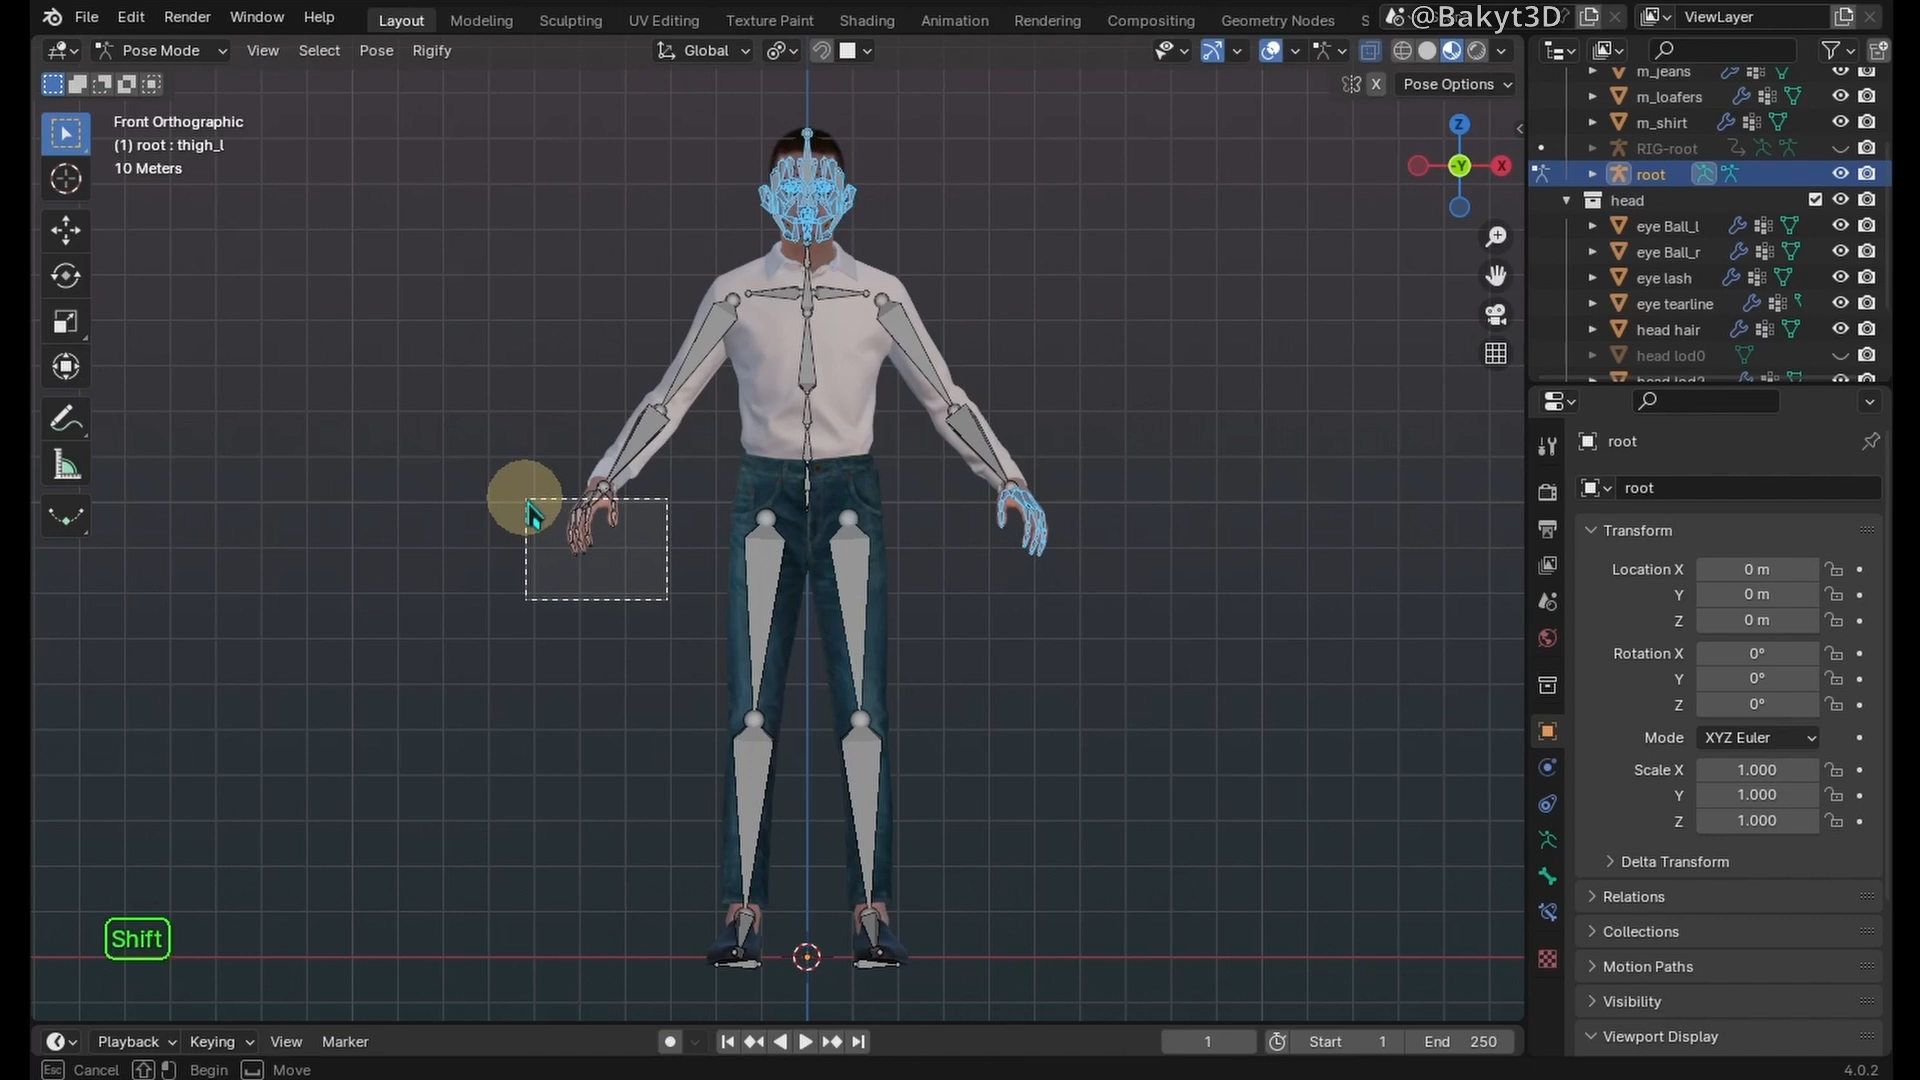 File Edit Render Window Help Layout Modeling Sculpting UV Editing Texture Paint Shading Animation Rendering Compositing Geometry Nodes S @Bakyt3D ViewLayer
Pose Mode View Select Pose Rigify Global
X Pose Options
Front Orthographic
(1) root : thigh_l
10 Meters
Z
-Y
X
m_jeans
m_loafers
m_shirt
RIG-root
root
head
eye Ball_l
eye Ball_r
eye lash
eye tearline
head hair
head lod0
root
root
Transform
Location X 0 m
Y 0 m
Z 0 m
Rotation X 0°
Y 0°
Z 0°
Mode XYZ Euler
Scale X 1.000
Y 1.000
Z 1.000
Delta Transform
Relations
Collections
Motion Paths
Visibility
Viewport Display
Shift
Playback Keying View Marker 1 Start 1 End 250
Esc Cancel Begin Move 4.0.2